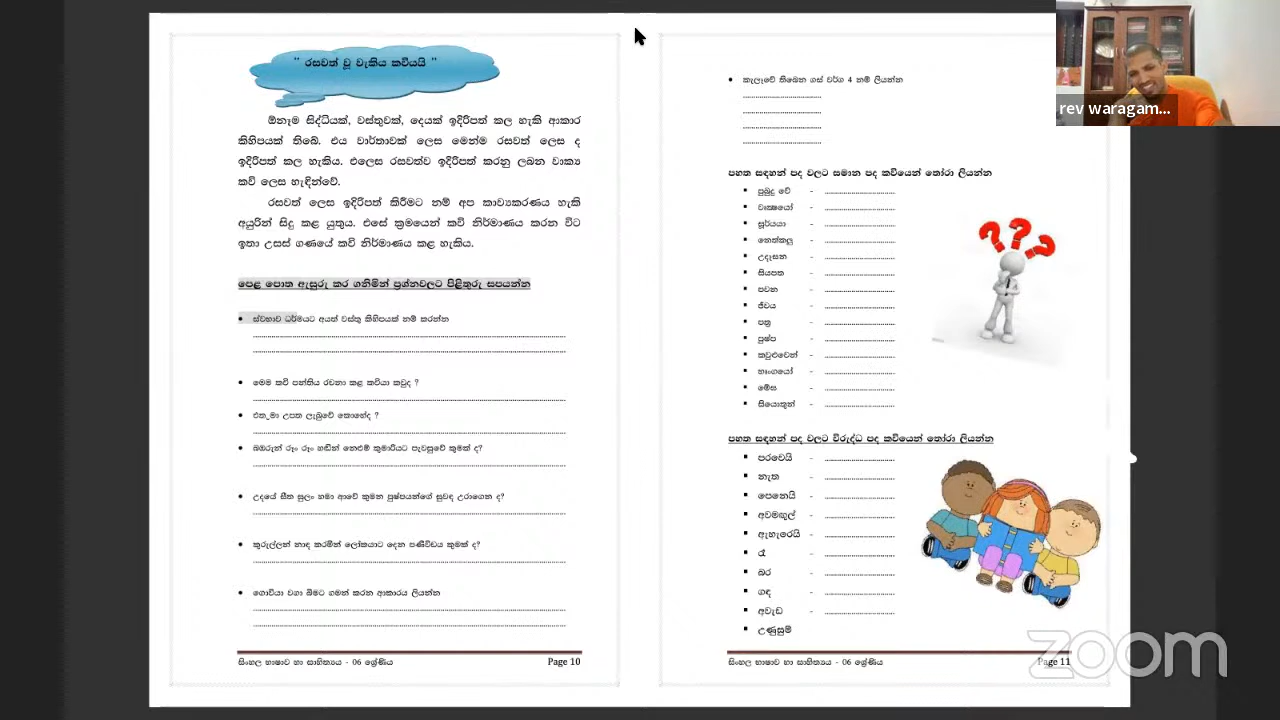 " රසවත් වූ වැකිය කවියයි "
ඕනෑම සිද්ධියක්, වස්තුවක්, දෙයක් ඉදිරිපත් කල හැකි ආකාර
කිහිපයක් තිබේ. එය වාර්තාවක් ලෙස මෙන්ම රසවත් ලෙස ද
ඉදිරිපත් කල හැකිය. එලෙස රසවත්ව ඉදිරිපත් කරනු ලබන වාක්‍ය
කවි ලෙස හැඳින්වේ.
රසවත් ලෙස ඉදිරිපත් කිරීමට නම් අප කාව්‍යකරණය හැකි
අයුරින් සිදු කළ යුතුය. එසේ ක්‍රමයෙන් කවි නිර්මාණය කරන විට
ඉතා උසස් ගණයේ කවි නිර්මාණය කළ හැකිය.
පෙළ පොත ඇසුරු කර ගනිමින් ප්‍රශ්නවලට පිළිතුරු සපයන්න
• ස්වභාව ධර්මයට අයත් වස්තු කිහිපයක් නම් කරන්න
• මෙම කවි පන්තිය රචනා කළ කවියා කවුද ?
• එතුමා උපත ලැබුවේ කොහේද ?
• බඹරුන් රූං රූං හඬින් නෙළුම් කුමාරියට පැවසුවේ කුමක් ද?
• උදයේ සීත සුලං හමා ආවේ කුමන පුෂ්පයන්ගේ සුවඳ උරාගෙන ද?
• කුරුල්ලන් නාද කරමින් ලෝකයාට දෙන පණිවිඩය කුමක් ද?
• ගොවියා වගා බිමට ගමන් කරන ආකාරය ලියන්න
සිංහල භාෂාව හා සාහිත්‍යය - 06 ශ්‍රේණිය Page 10
• කැලෑවේ තිබෙන ගස් වර්ග 4 නම් ලියන්න
පහත සඳහන් පද වලට සමාන පද කවියෙන් තෝරා ලියන්න
පුබුදු වේ -
වෘක්‍ෂයෝ -
සූර්යයා -
නෙත්කලු -
උදෑසන -
සියපත -
පවන -
ජීවය -
පත්‍ර -
පුෂ්ප -
කවුළුවෙන් -
භෘංගයෝ -
මේඝ -
සියොතුන් -
පහත සඳහන් පද වලට විරුද්ධ පද කවියෙන් තෝරා ලියන්න
පරවෙයි -
නැත -
පෙනෙයි -
අවමඟුල් -
ඇහැරෙයි -
රෑ -
බර -
ගඳ -
අවැඩ -
උණුසුම්
සිංහල භාෂාව හා සාහිත්‍යය - 06 ශ්‍රේණිය Page 11
rev waragam...
zoom